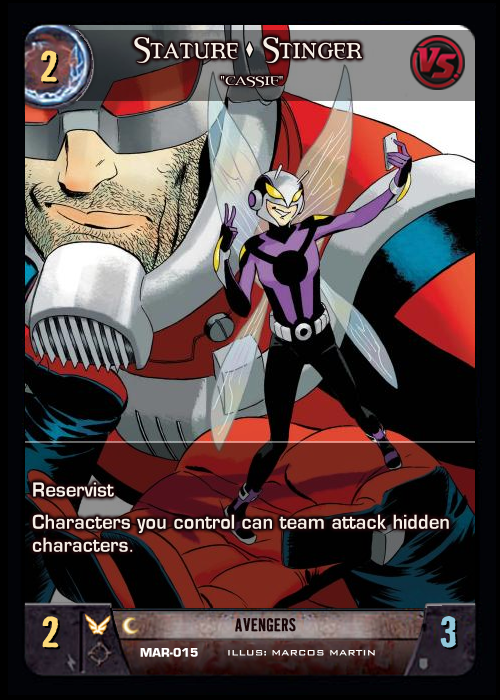 2
STATURE ♦ STINGER
VS
"CASSIE"
Reservist
Characters you control can team attack hidden
characters.
2
AVENGERS
3
MAR-015 ILLUS: MARCOS MARTIN